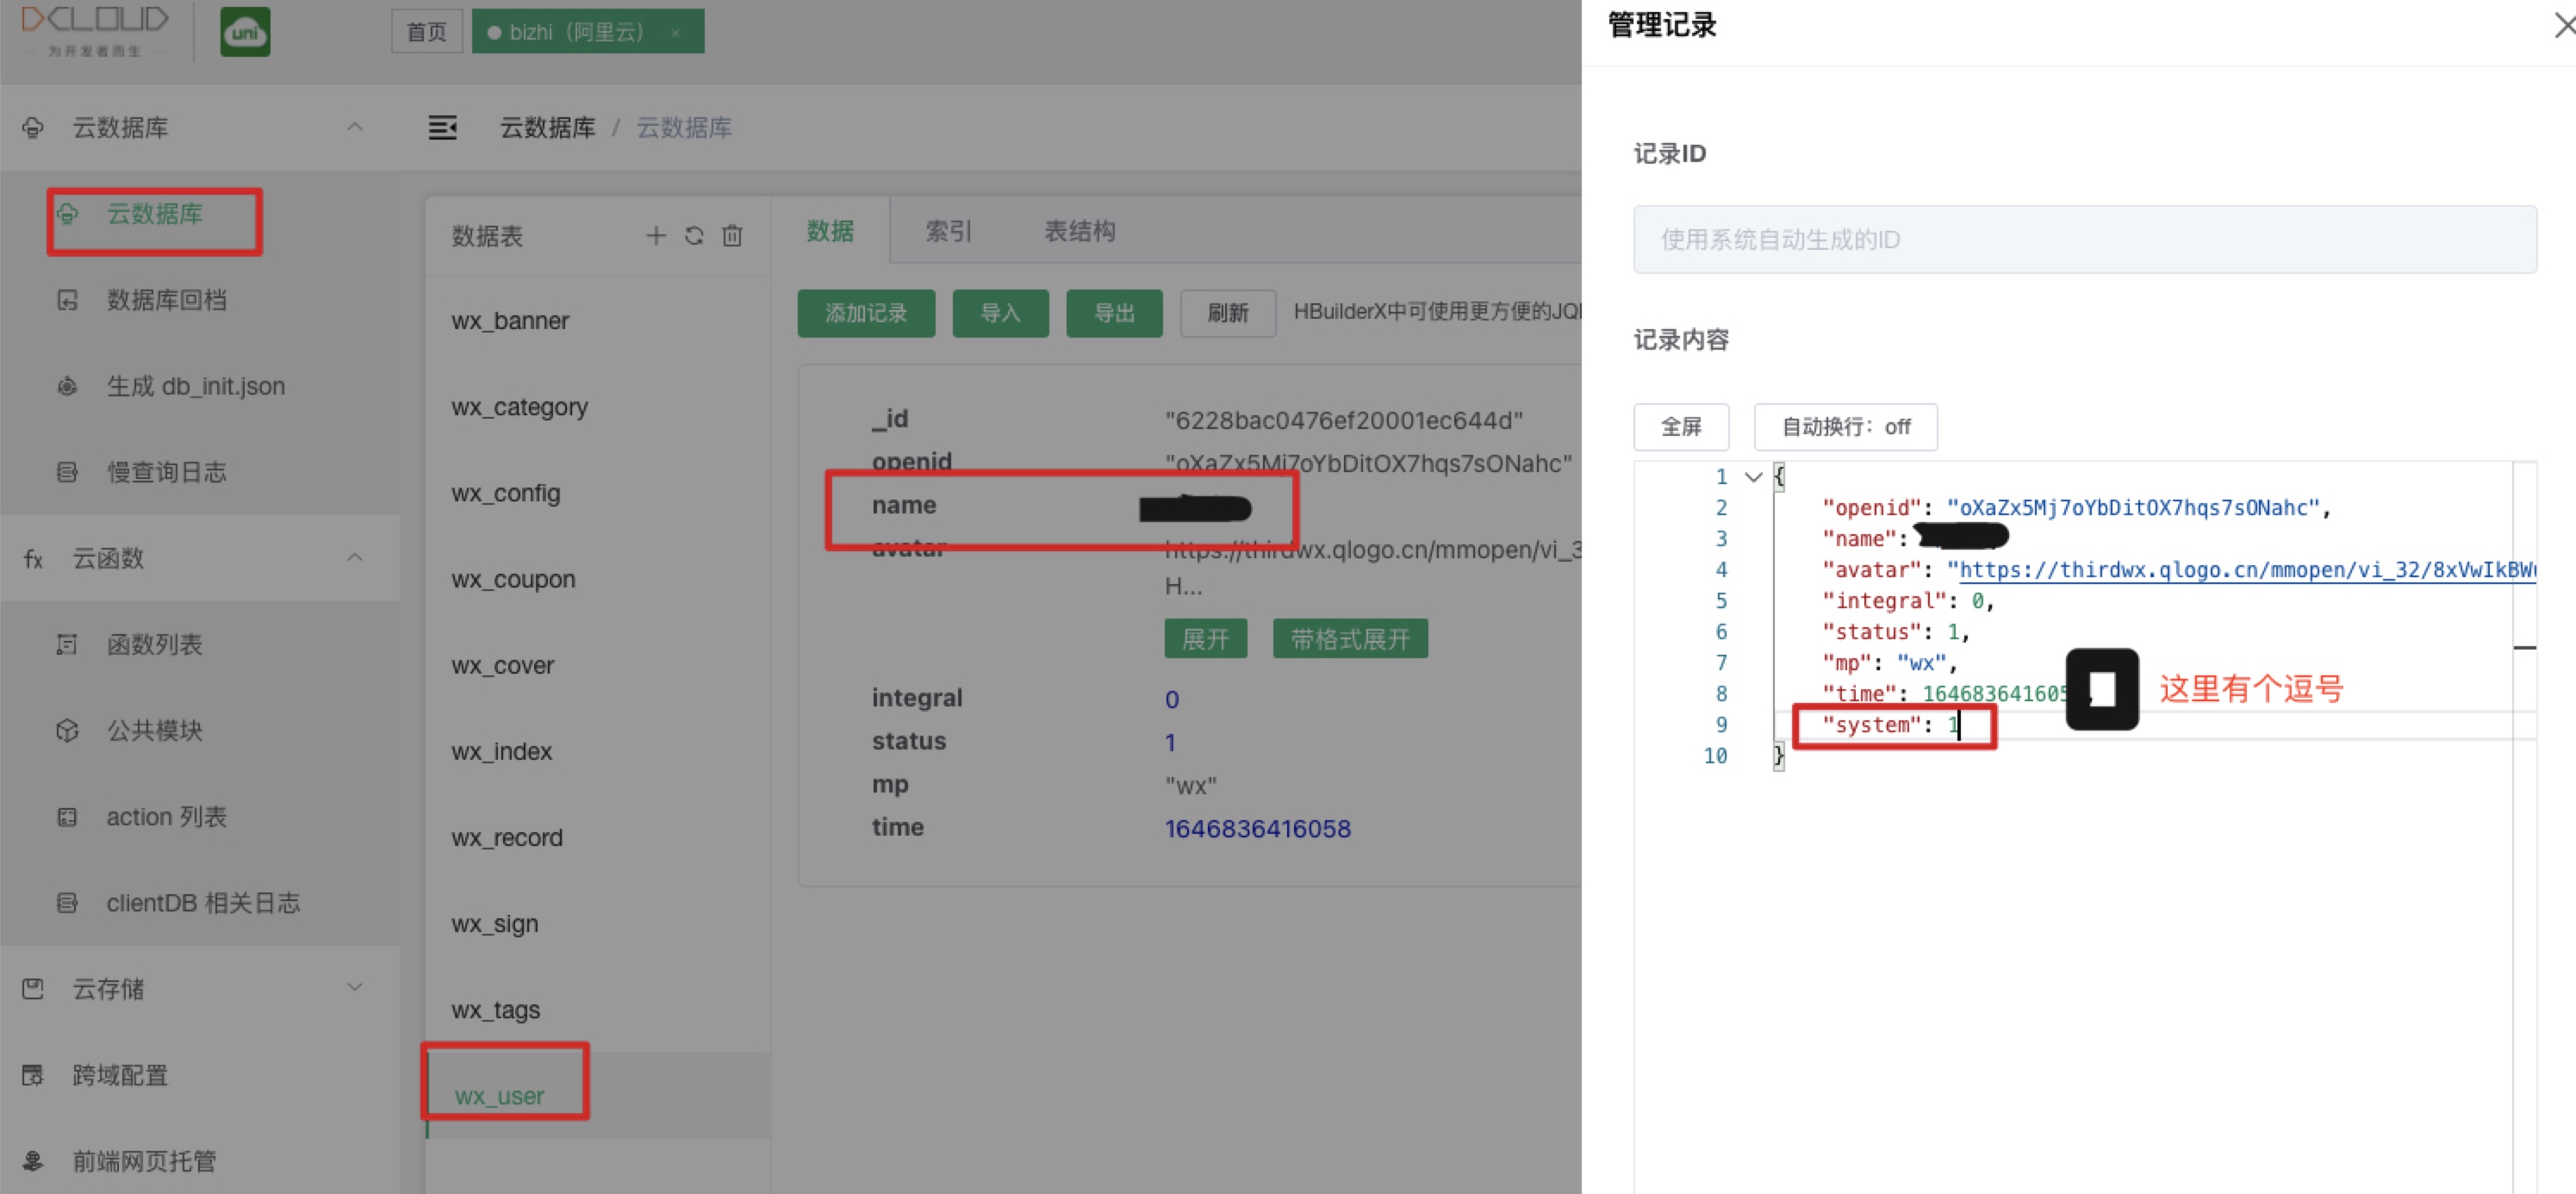 DCLOUD
为开发者而生
uni
首页
bizhi（阿里云） ×
云数据库
云数据库
数据库回档
生成 db_init.json
慢查询日志
fx 云函数
函数列表
公共模块
action 列表
clientDB 相关日志
云存储
跨域配置
前端网页托管
云数据库 / 云数据库
数据表
wx_banner
wx_category
wx_config
wx_coupon
wx_cover
wx_index
wx_record
wx_sign
wx_tags
wx_user
数据 索引 表结构
添加记录 导入 导出 刷新 HBuilderX中可使用更方便的JQ
_id "6228bac0476ef20001ec644d"
openid "oXaZx5Mj7oYbDitOX7hqs7sONahc"
name
avatar https://thirdwx.qlogo.cn/mmopen/vi_3
H...
展开 带格式展开
integral 0
status 1
mp "wx"
time 1646836416058
管理记录
记录ID
使用系统自动生成的ID
记录内容
全屏 自动换行：off
1 {
2 "openid": "oXaZx5Mj7oYbDitOX7hqs7sONahc",
3 "name":
4 "avatar": "https://thirdwx.qlogo.cn/mmopen/vi_32/8xVwIkBW
5 "integral": 0,
6 "status": 1,
7 "mp": "wx",
8 "time": 164683641605
这里有个逗号
9 "system": 1
10 }